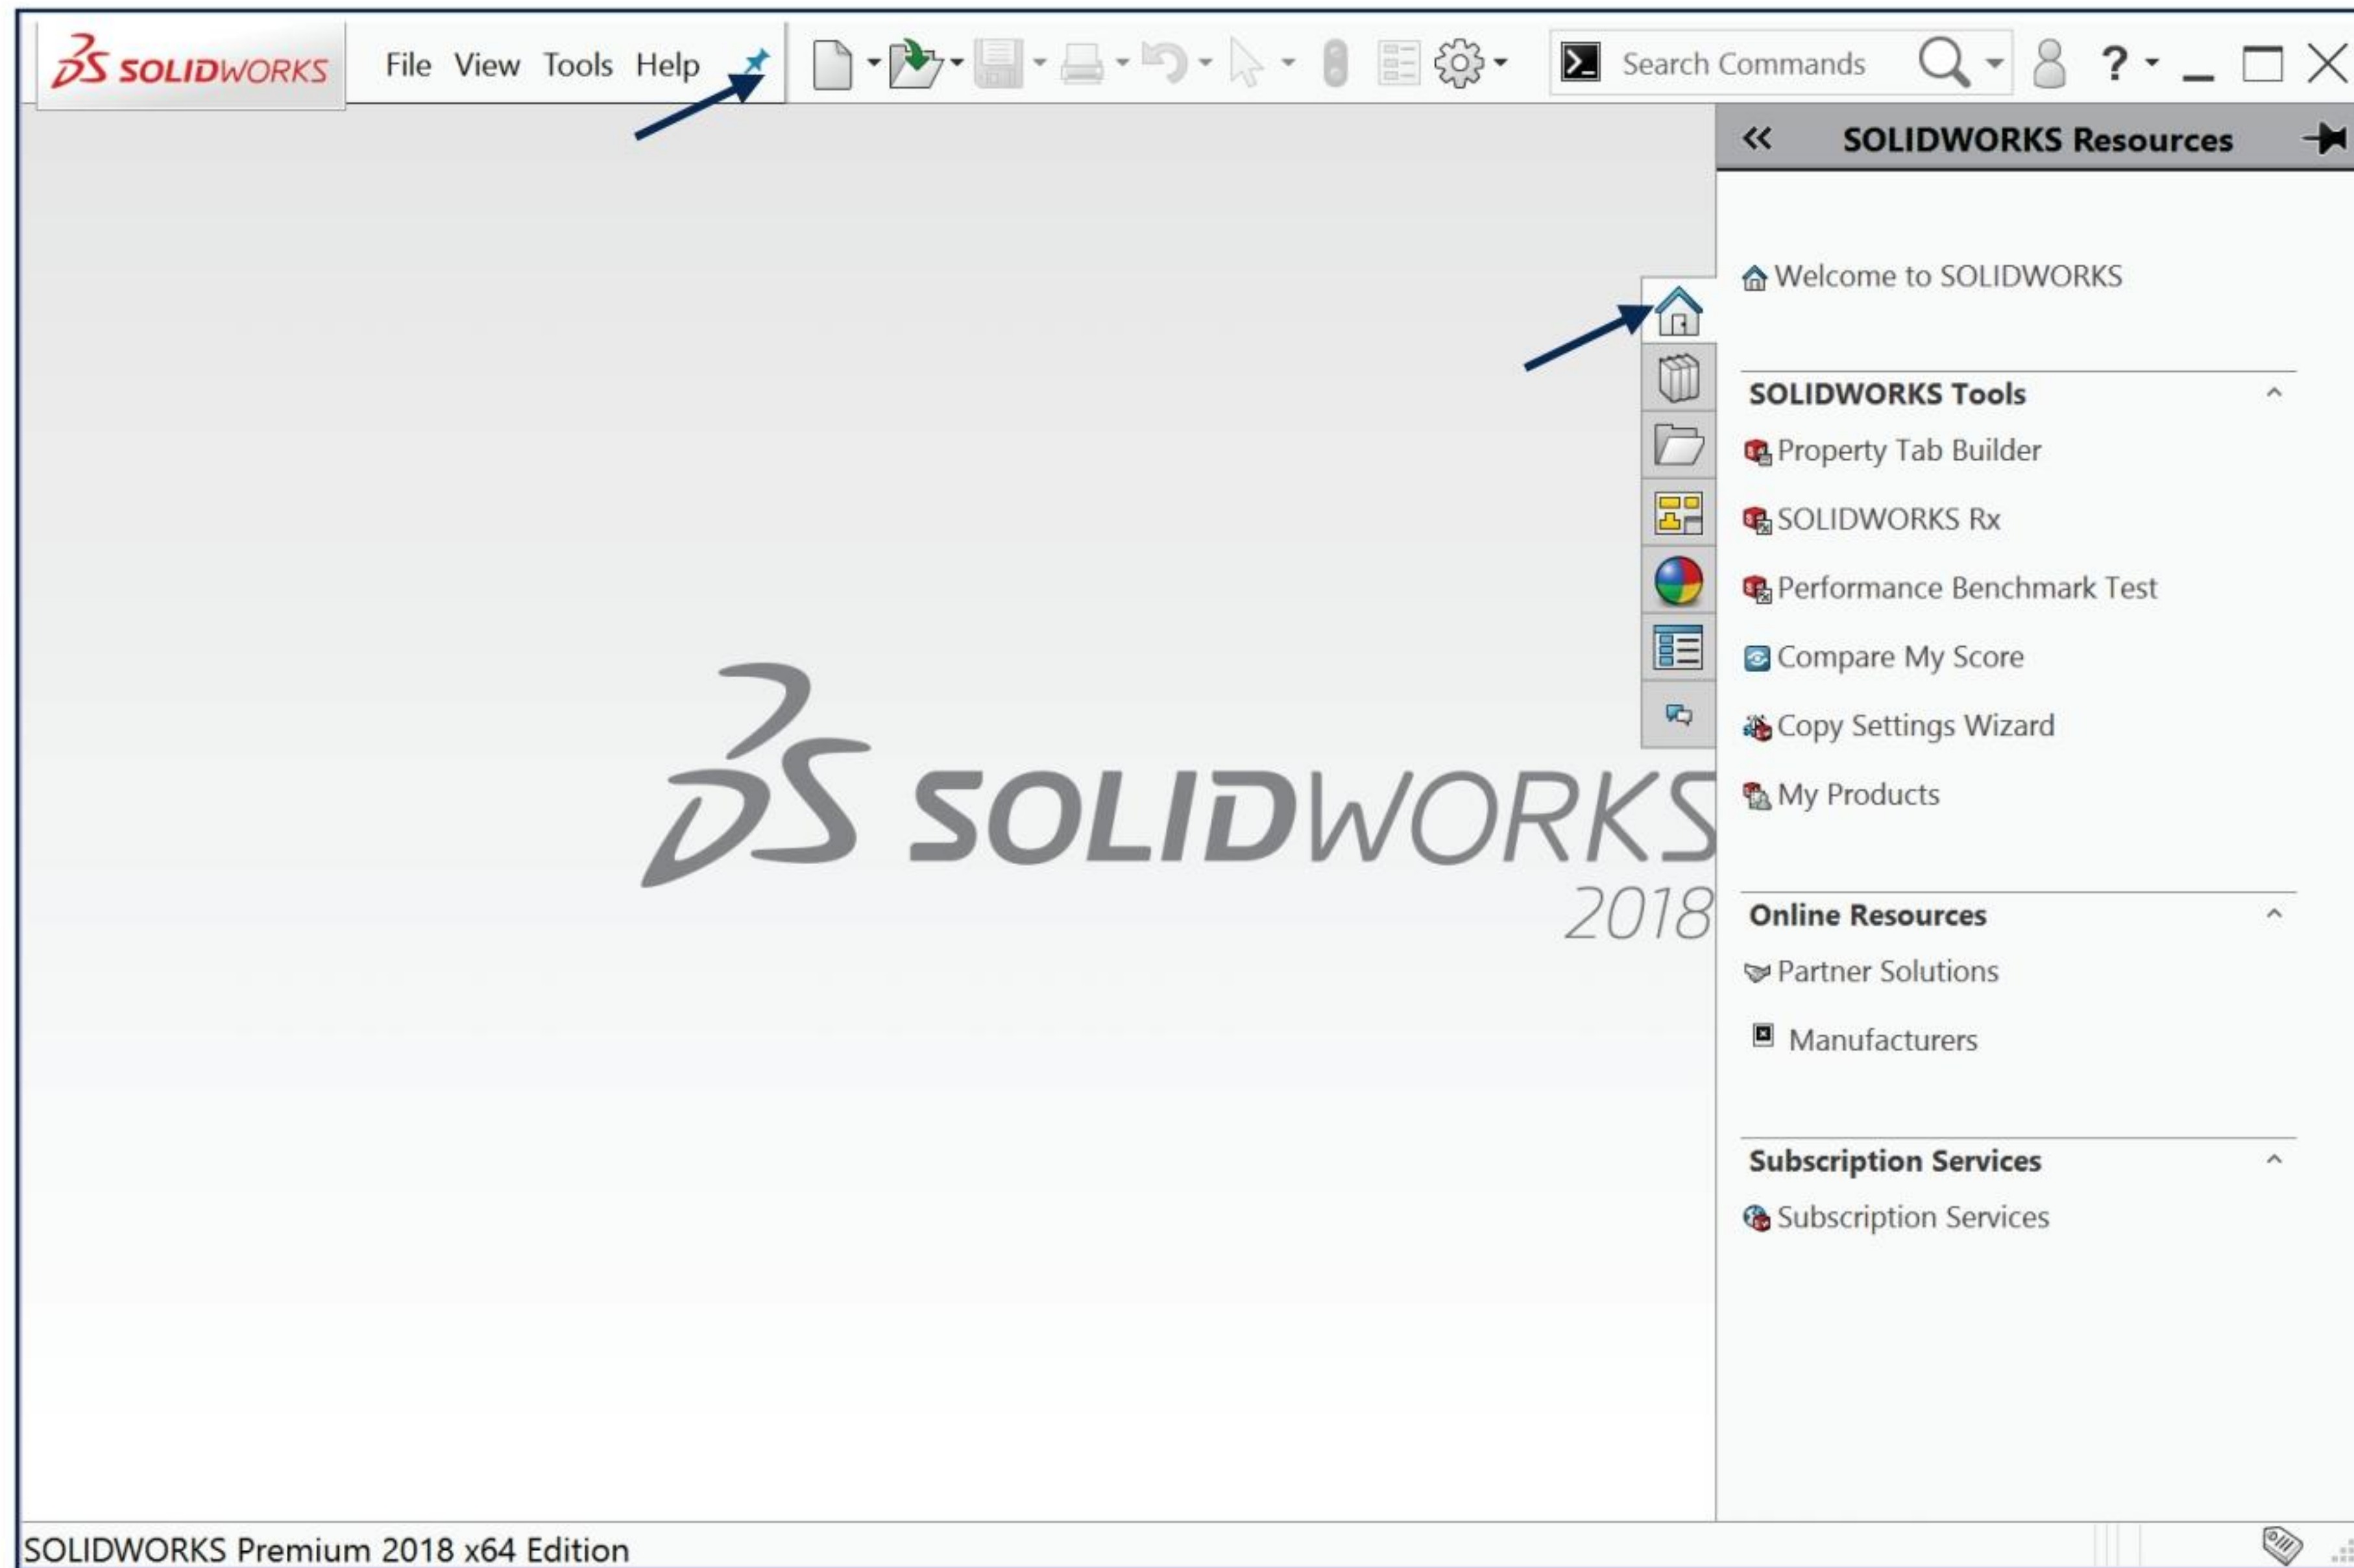 SOLIDWORKS File View Tools Help Search Commands ?
SOLIDWORKS Resources
Welcome to SOLIDWORKS
SOLIDWORKS Tools
Property Tab Builder
SOLIDWORKS Rx
Performance Benchmark Test
Compare My Score
Copy Settings Wizard
My Products
SOLIDWORKS
2018
Online Resources
Partner Solutions
Manufacturers
Subscription Services
Subscription Services
SOLIDWORKS Premium 2018 x64 Edition